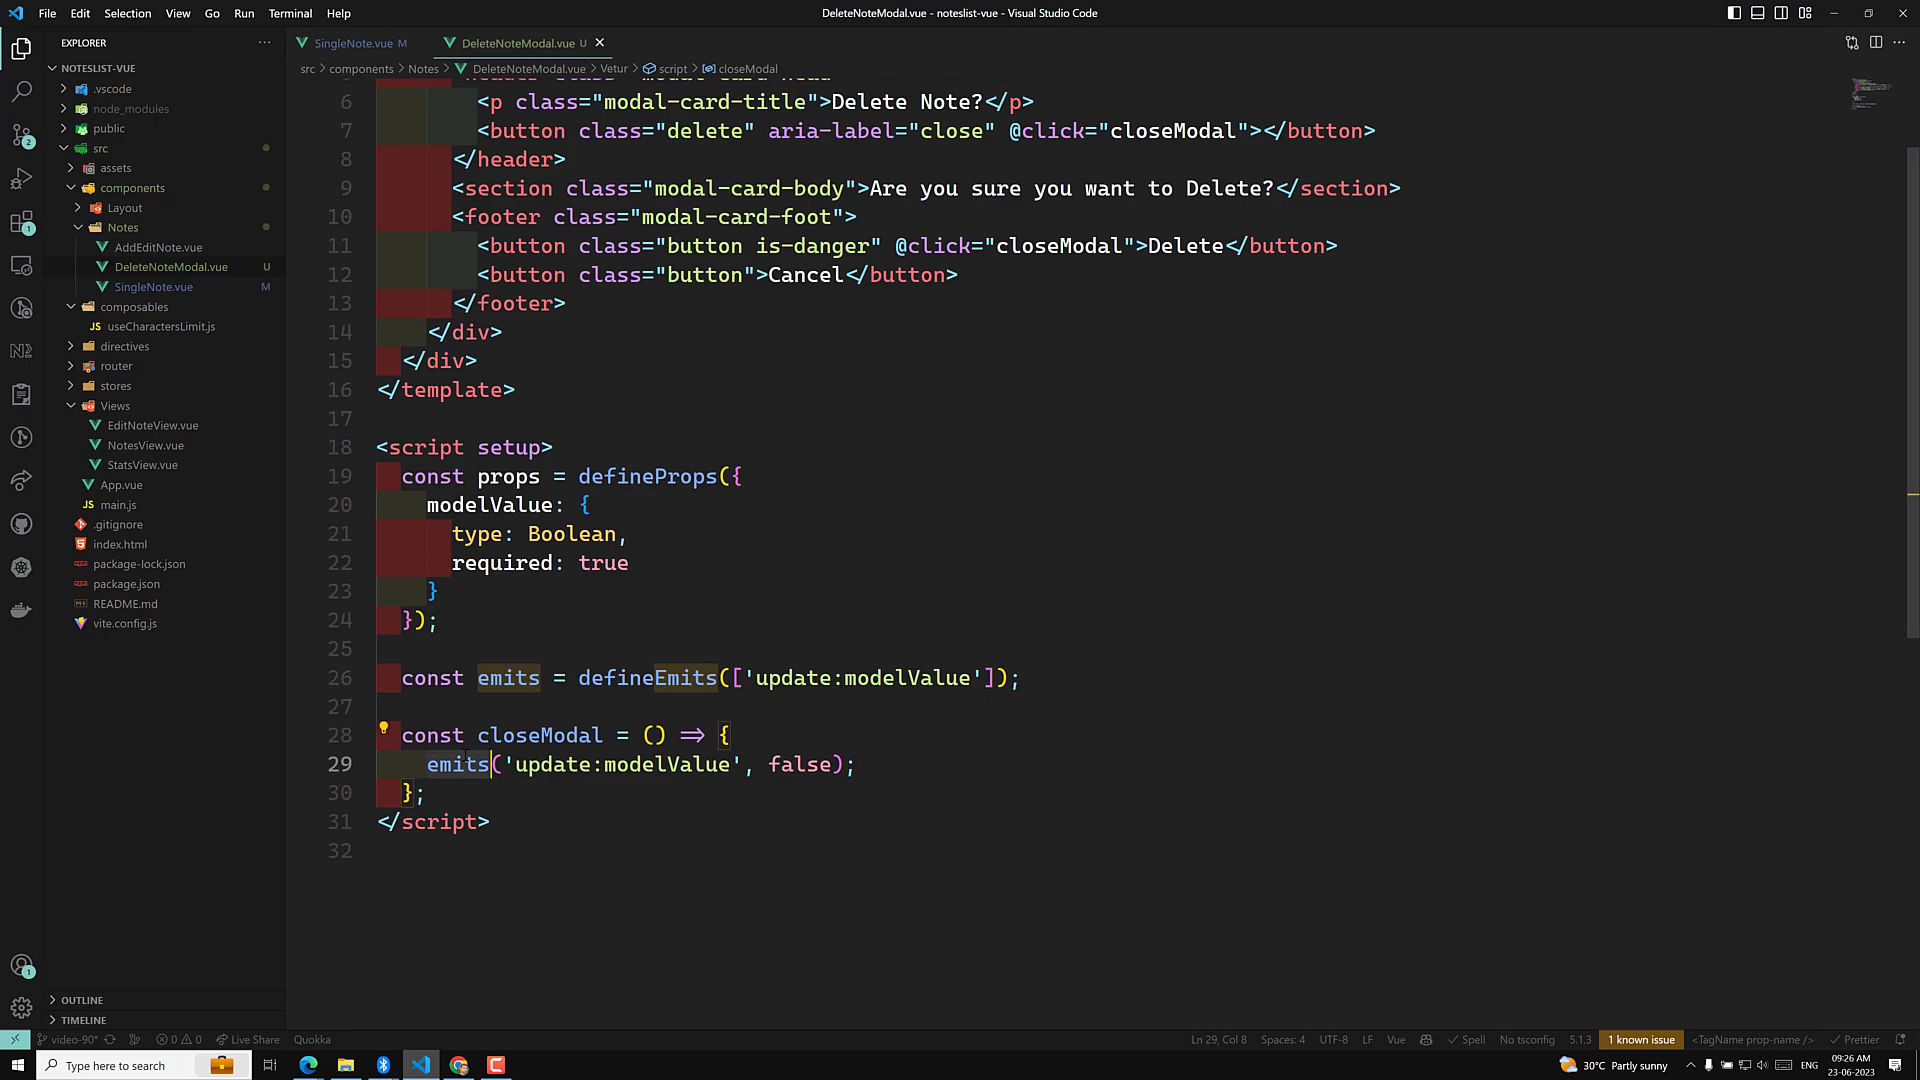 File Edit Selection View Go Run Terminal Help
DeleteNoteModal.vue - noteslist-vue - Visual Studio Code
EXPLORER
NOTESLIST-VUE
.vscode
node_modules
public
src
assets
components
Layout
Notes
AddEditNote.vue
DeleteNoteModal.vue U
SingleNote.vue M
composables
JS useCharactersLimit.js
directives
router
stores
Views
EditNoteView.vue
NotesView.vue
StatsView.vue
App.vue
JS main.js
.gitignore
index.html
package-lock.json
package.json
README.md
vite.config.js
OUTLINE
TIMELINE
SingleNote.vue M DeleteNoteModal.vue U
src > components > Notes > DeleteNoteModal.vue > Vetur > script > closeModal
6 <p class="modal-card-title">Delete Note?</p>
7 <button class="delete" aria-label="close" @click="closeModal"></button>
8 </header>
9 <section class="modal-card-body">Are you sure you want to Delete?</section>
10 <footer class="modal-card-foot">
11 <button class="button is-danger" @click="closeModal">Delete</button>
12 <button class="button">Cancel</button>
13 </footer>
14 </div>
15 </div>
16 </template>
17
18 <script setup>
19 const props = defineProps({
20 modelValue: {
21 type: Boolean,
22 required: true
23 }
24 });
25
26 const emits = defineEmits(['update:modelValue']);
27
28 const closeModal = () => {
29 emits('update:modelValue', false);
30 };
31 </script>
32
video-90* 0 0 Live Share Quokka
Ln 29, Col 8 Spaces: 4 UTF-8 LF Vue Spell No tsconfig 5.1.3 1 known issue <TagName prop-name /> Prettier
Type here to search
30°C Partly sunny ENG 09:26 AM
23-06-2023